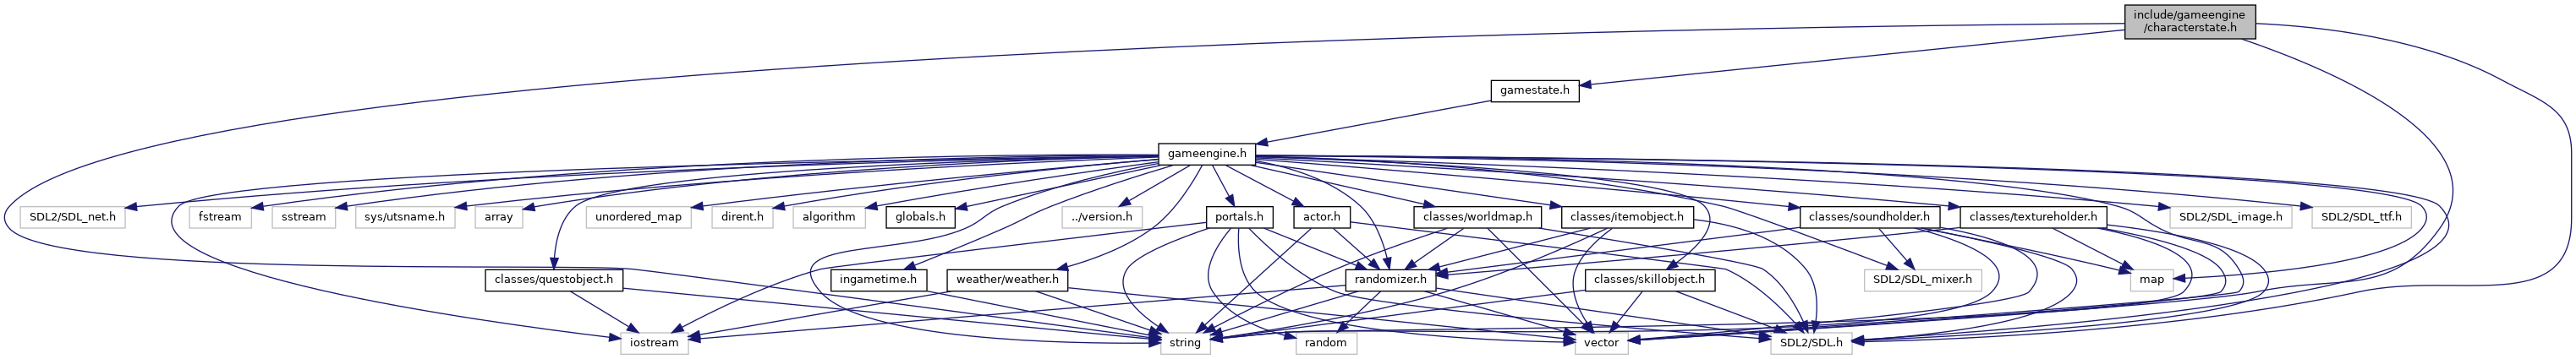 include/gameengine
/characterstate.h
gamestate.h
gameengine.h
SDL2/SDL_net.h
fstream
sstream
sys/utsname.h
array
unordered_map
dirent.h
algorithm
globals.h
../version.h
portals.h
actor.h
classes/worldmap.h
classes/itemobject.h
classes/soundholder.h
classes/textureholder.h
SDL2/SDL_image.h
SDL2/SDL_ttf.h
classes/questobject.h
ingametime.h
weather/weather.h
randomizer.h
classes/skillobject.h
SDL2/SDL_mixer.h
map
iostream
string
random
vector
SDL2/SDL.h